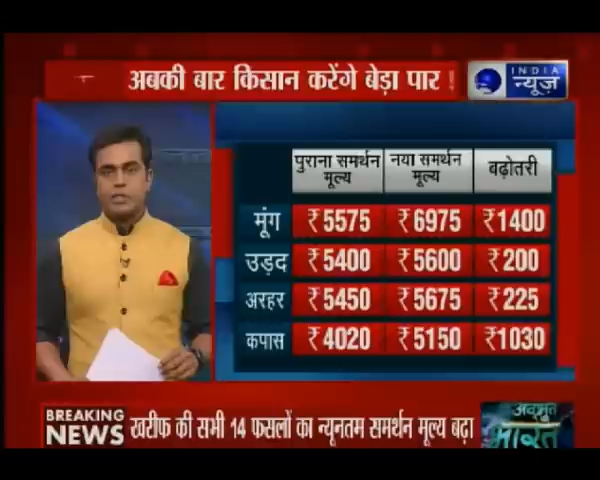 अबकी बार किसान करेंगे बेड़ा पार !
INDIA
न्यूज़
पुराना समर्थन मूल्य
नया समर्थन मूल्य
बढ़ोतरी
मूंग ₹5575 ₹6975 ₹1400
उड़द ₹5400 ₹5600 ₹200
अरहर ₹5450 ₹5675 ₹225
कपास ₹4020 ₹5150 ₹1030
BREAKING NEWS
खरीफ की सभी 14 फसलों का न्यूनतम समर्थन मूल्य बढ़ा
अद्भुत
भारत